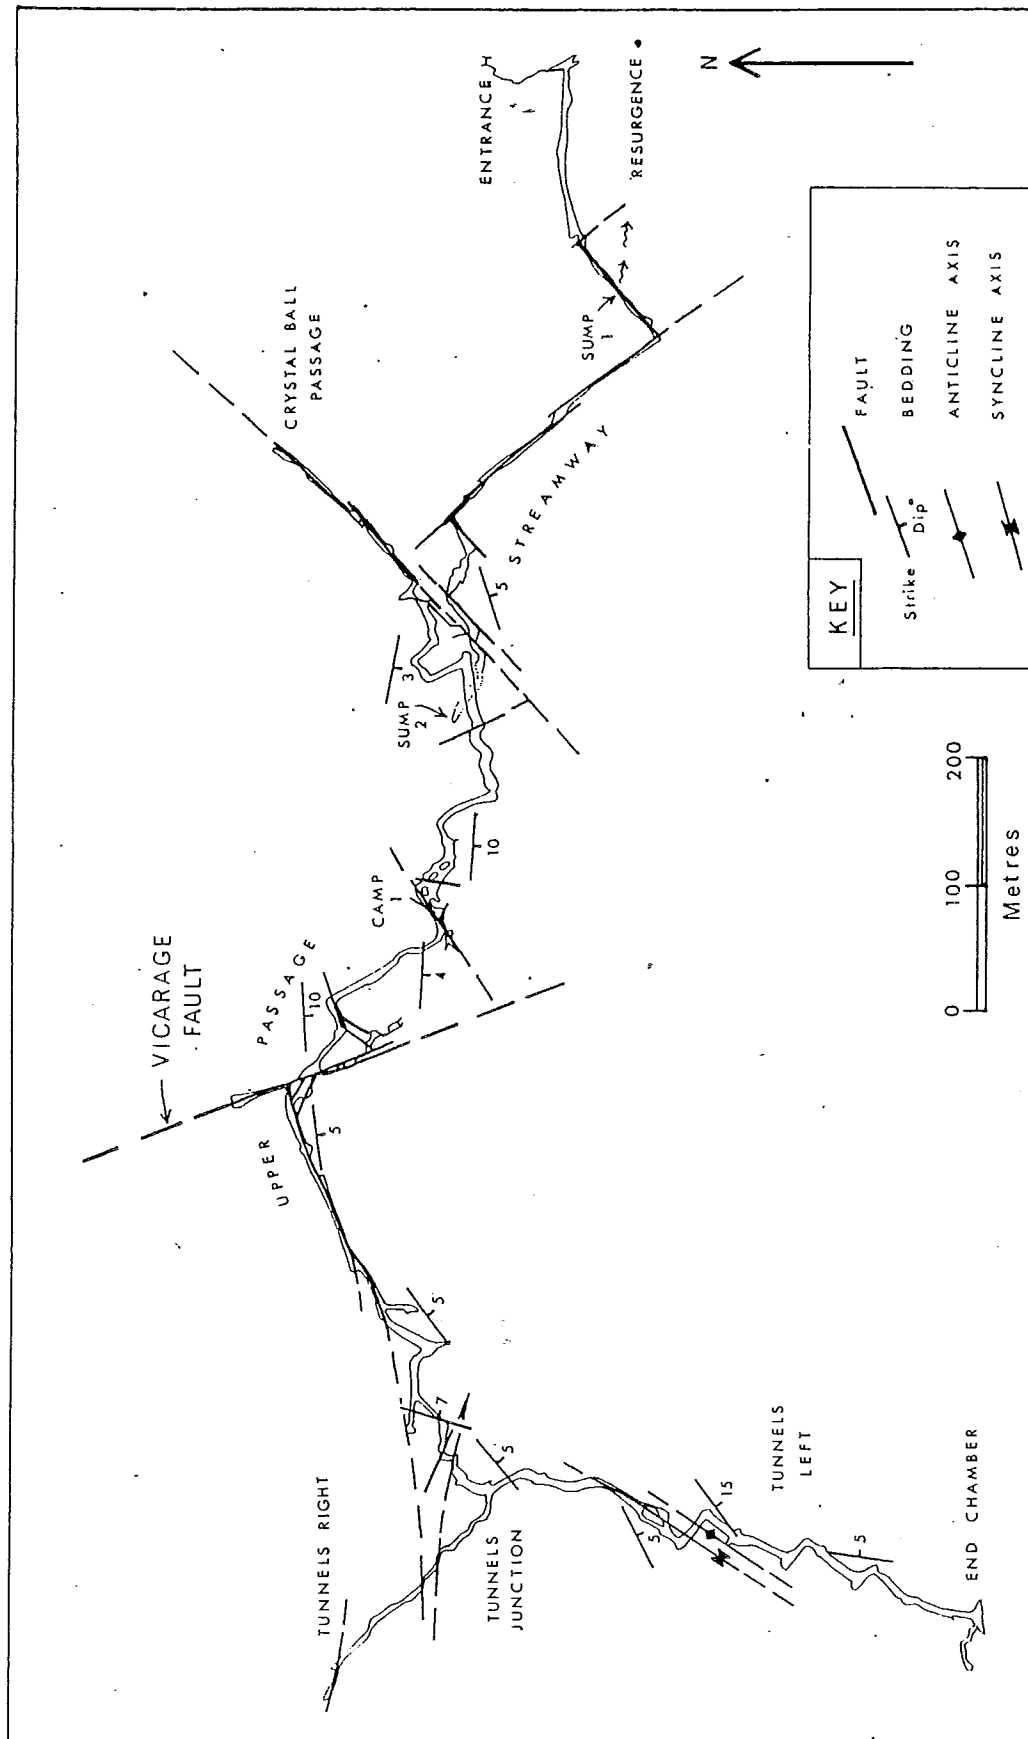 ENTRANCE
RESURGENCE
N
CRYSTAL BALL
PASSAGE
SUMP
1
STREAMWAY
5
3
SUMP
2
10
CAMP
1
4
VICARAGE
FAULT
PASSAGE
10
UPPER
5
5
7
5
TUNNELS RIGHT
TUNNELS
JUNCTION
5
15
TUNNELS
LEFT
5
END CHAMBER
KEY
FAULT
Strike
Dip°
BEDDING
ANTICLINE AXIS
SYNCLINE AXIS
0 100 200
Metres